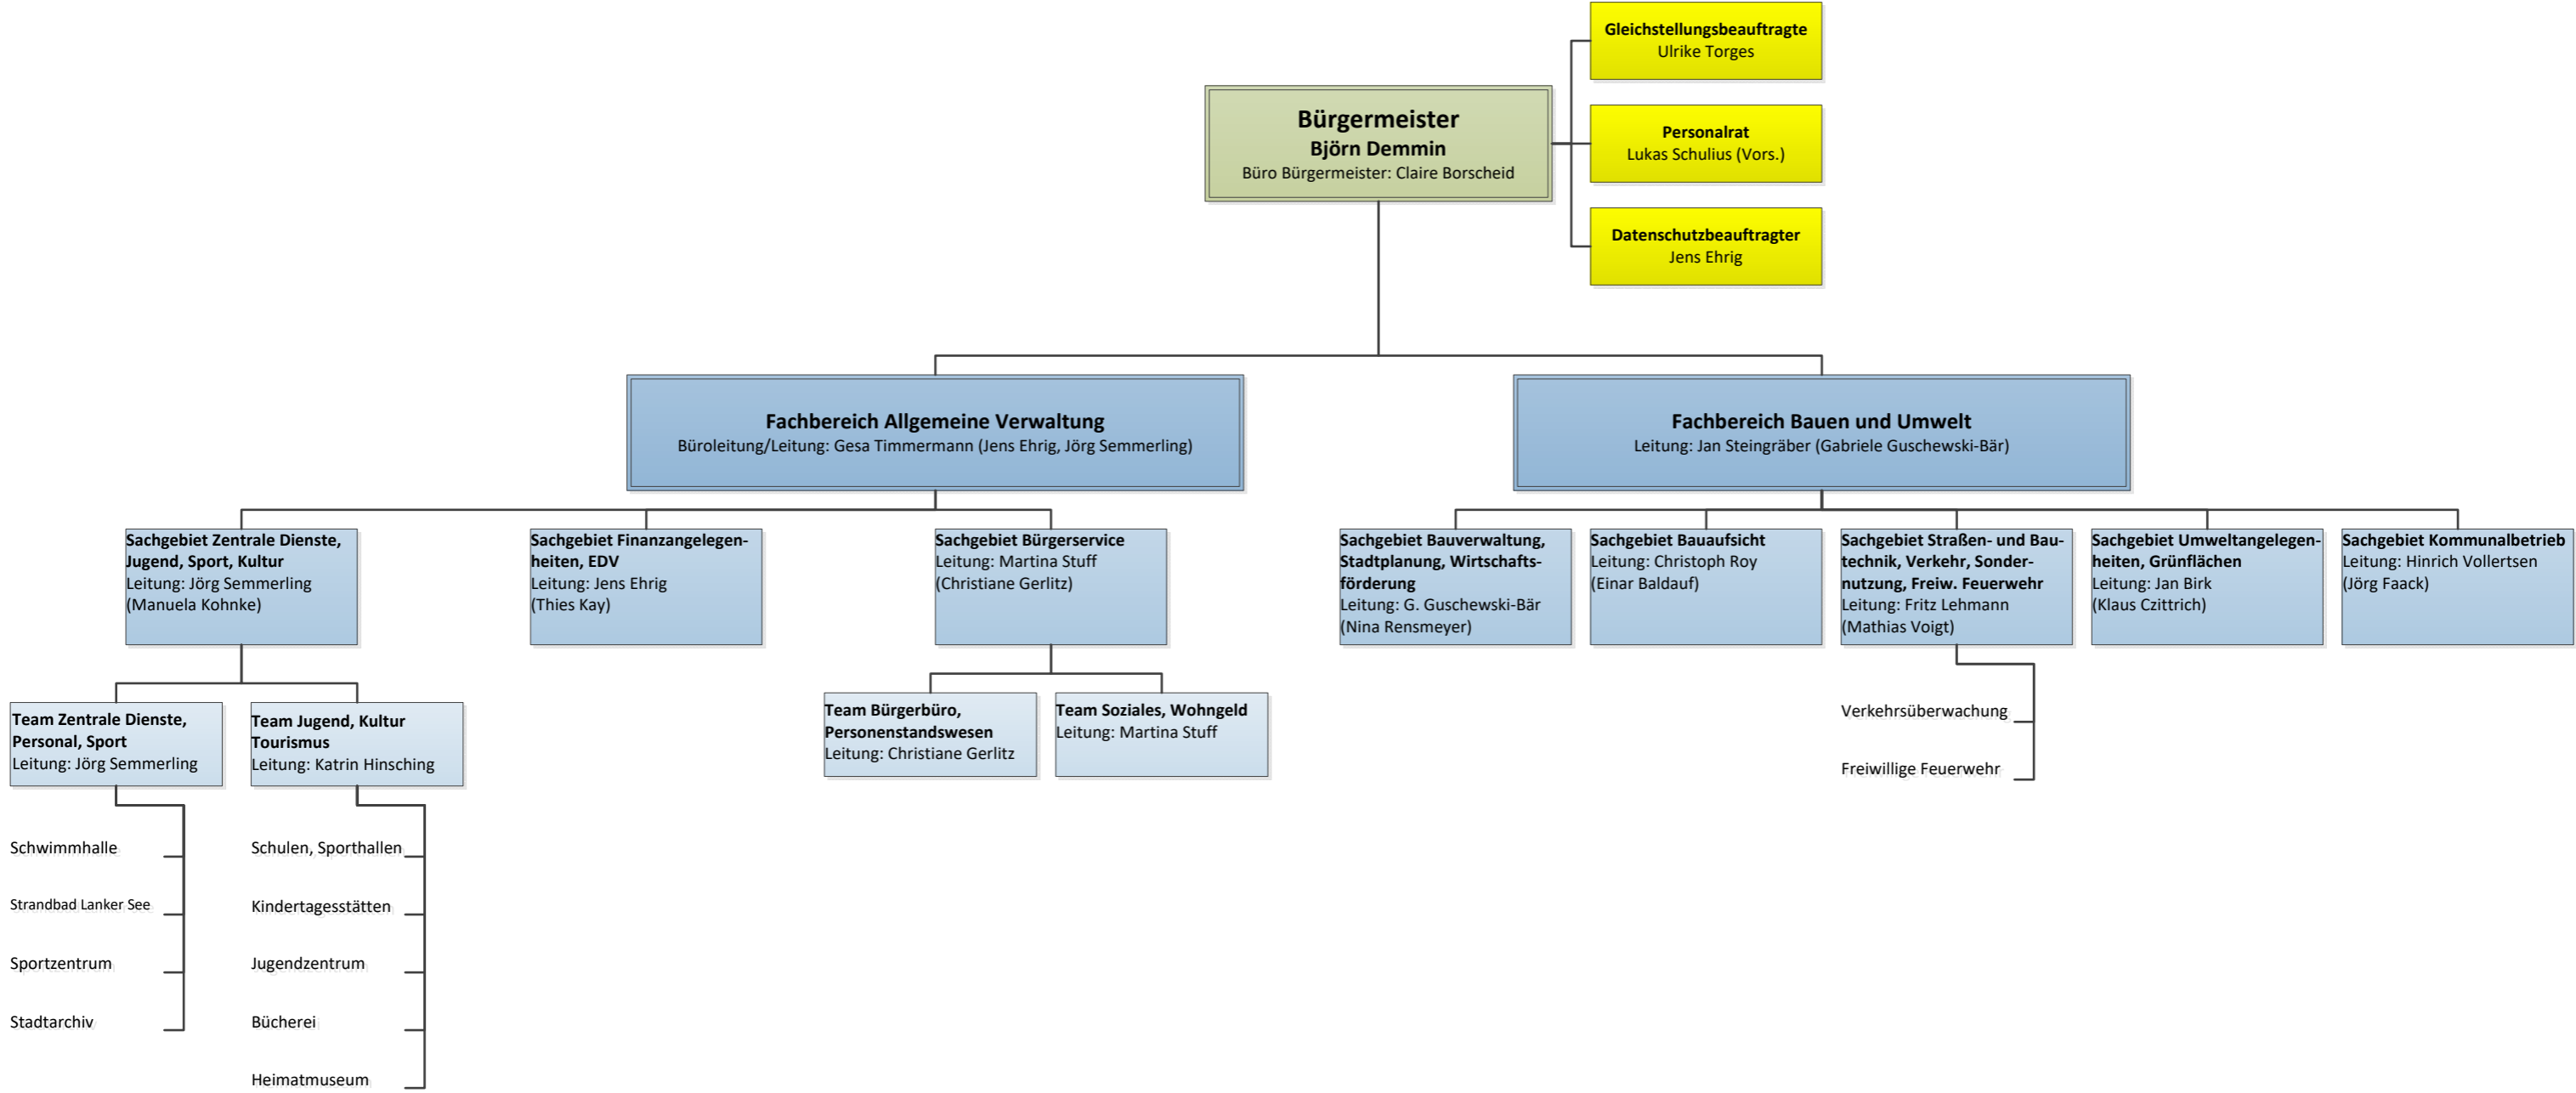 Gleichstellungsbeauftragte
Ulrike Torges
Bürgermeister
Björn Demmin
Büro Bürgermeister: Claire Borscheid
Personalrat
Lukas Schulius (Vors.)
Datenschutzbeauftragter
Jens Ehrig
Fachbereich Allgemeine Verwaltung
Büroleitung/Leitung: Gesa Timmermann (Jens Ehrig, Jörg Semmerling)
Fachbereich Bauen und Umwelt
Leitung: Jan Steingräber (Gabriele Guschewski-Bär)
Sachgebiet Zentrale Dienste,
Jugend, Sport, Kultur
Leitung: Jörg Semmerling
(Manuela Kohnke)
Sachgebiet Finanzangelegen-
heiten, EDV
Leitung: Jens Ehrig
(Thies Kay)
Sachgebiet Bürgerservice
Leitung: Martina Stuff
(Christiane Gerlitz)
Sachgebiet Bauverwaltung,
Stadtplanung, Wirtschafts-
förderung
Leitung: G. Guschewski-Bär
(Nina Rensmeyer)
Sachgebiet Bauaufsicht
Leitung: Christoph Roy
(Einar Baldauf)
Sachgebiet Straßen- und Bau-
technik, Verkehr, Sonder-
nutzung, Freiw. Feuerwehr
Leitung: Fritz Lehmann
(Mathias Voigt)
Sachgebiet Umweltangelegen-
heiten, Grünflächen
Leitung: Jan Birk
(Klaus Czittrich)
Sachgebiet Kommunalbetrieb
Leitung: Hinrich Vollertsen
(Jörg Faack)
Team Zentrale Dienste,
Personal, Sport
Leitung: Jörg Semmerling
Team Jugend, Kultur
Tourismus
Leitung: Katrin Hinsching
Team Bürgerbüro,
Personenstandswesen
Leitung: Christiane Gerlitz
Team Soziales, Wohngeld
Leitung: Martina Stuff
Verkehrsüberwachung
Freiwillige Feuerwehr
Schwimmhalle
Strandbad Lanker See
Sportzentrum
Stadtarchiv
Schulen, Sporthallen
Kindertagesstätten
Jugendzentrum
Bücherei
Heimatmuseum